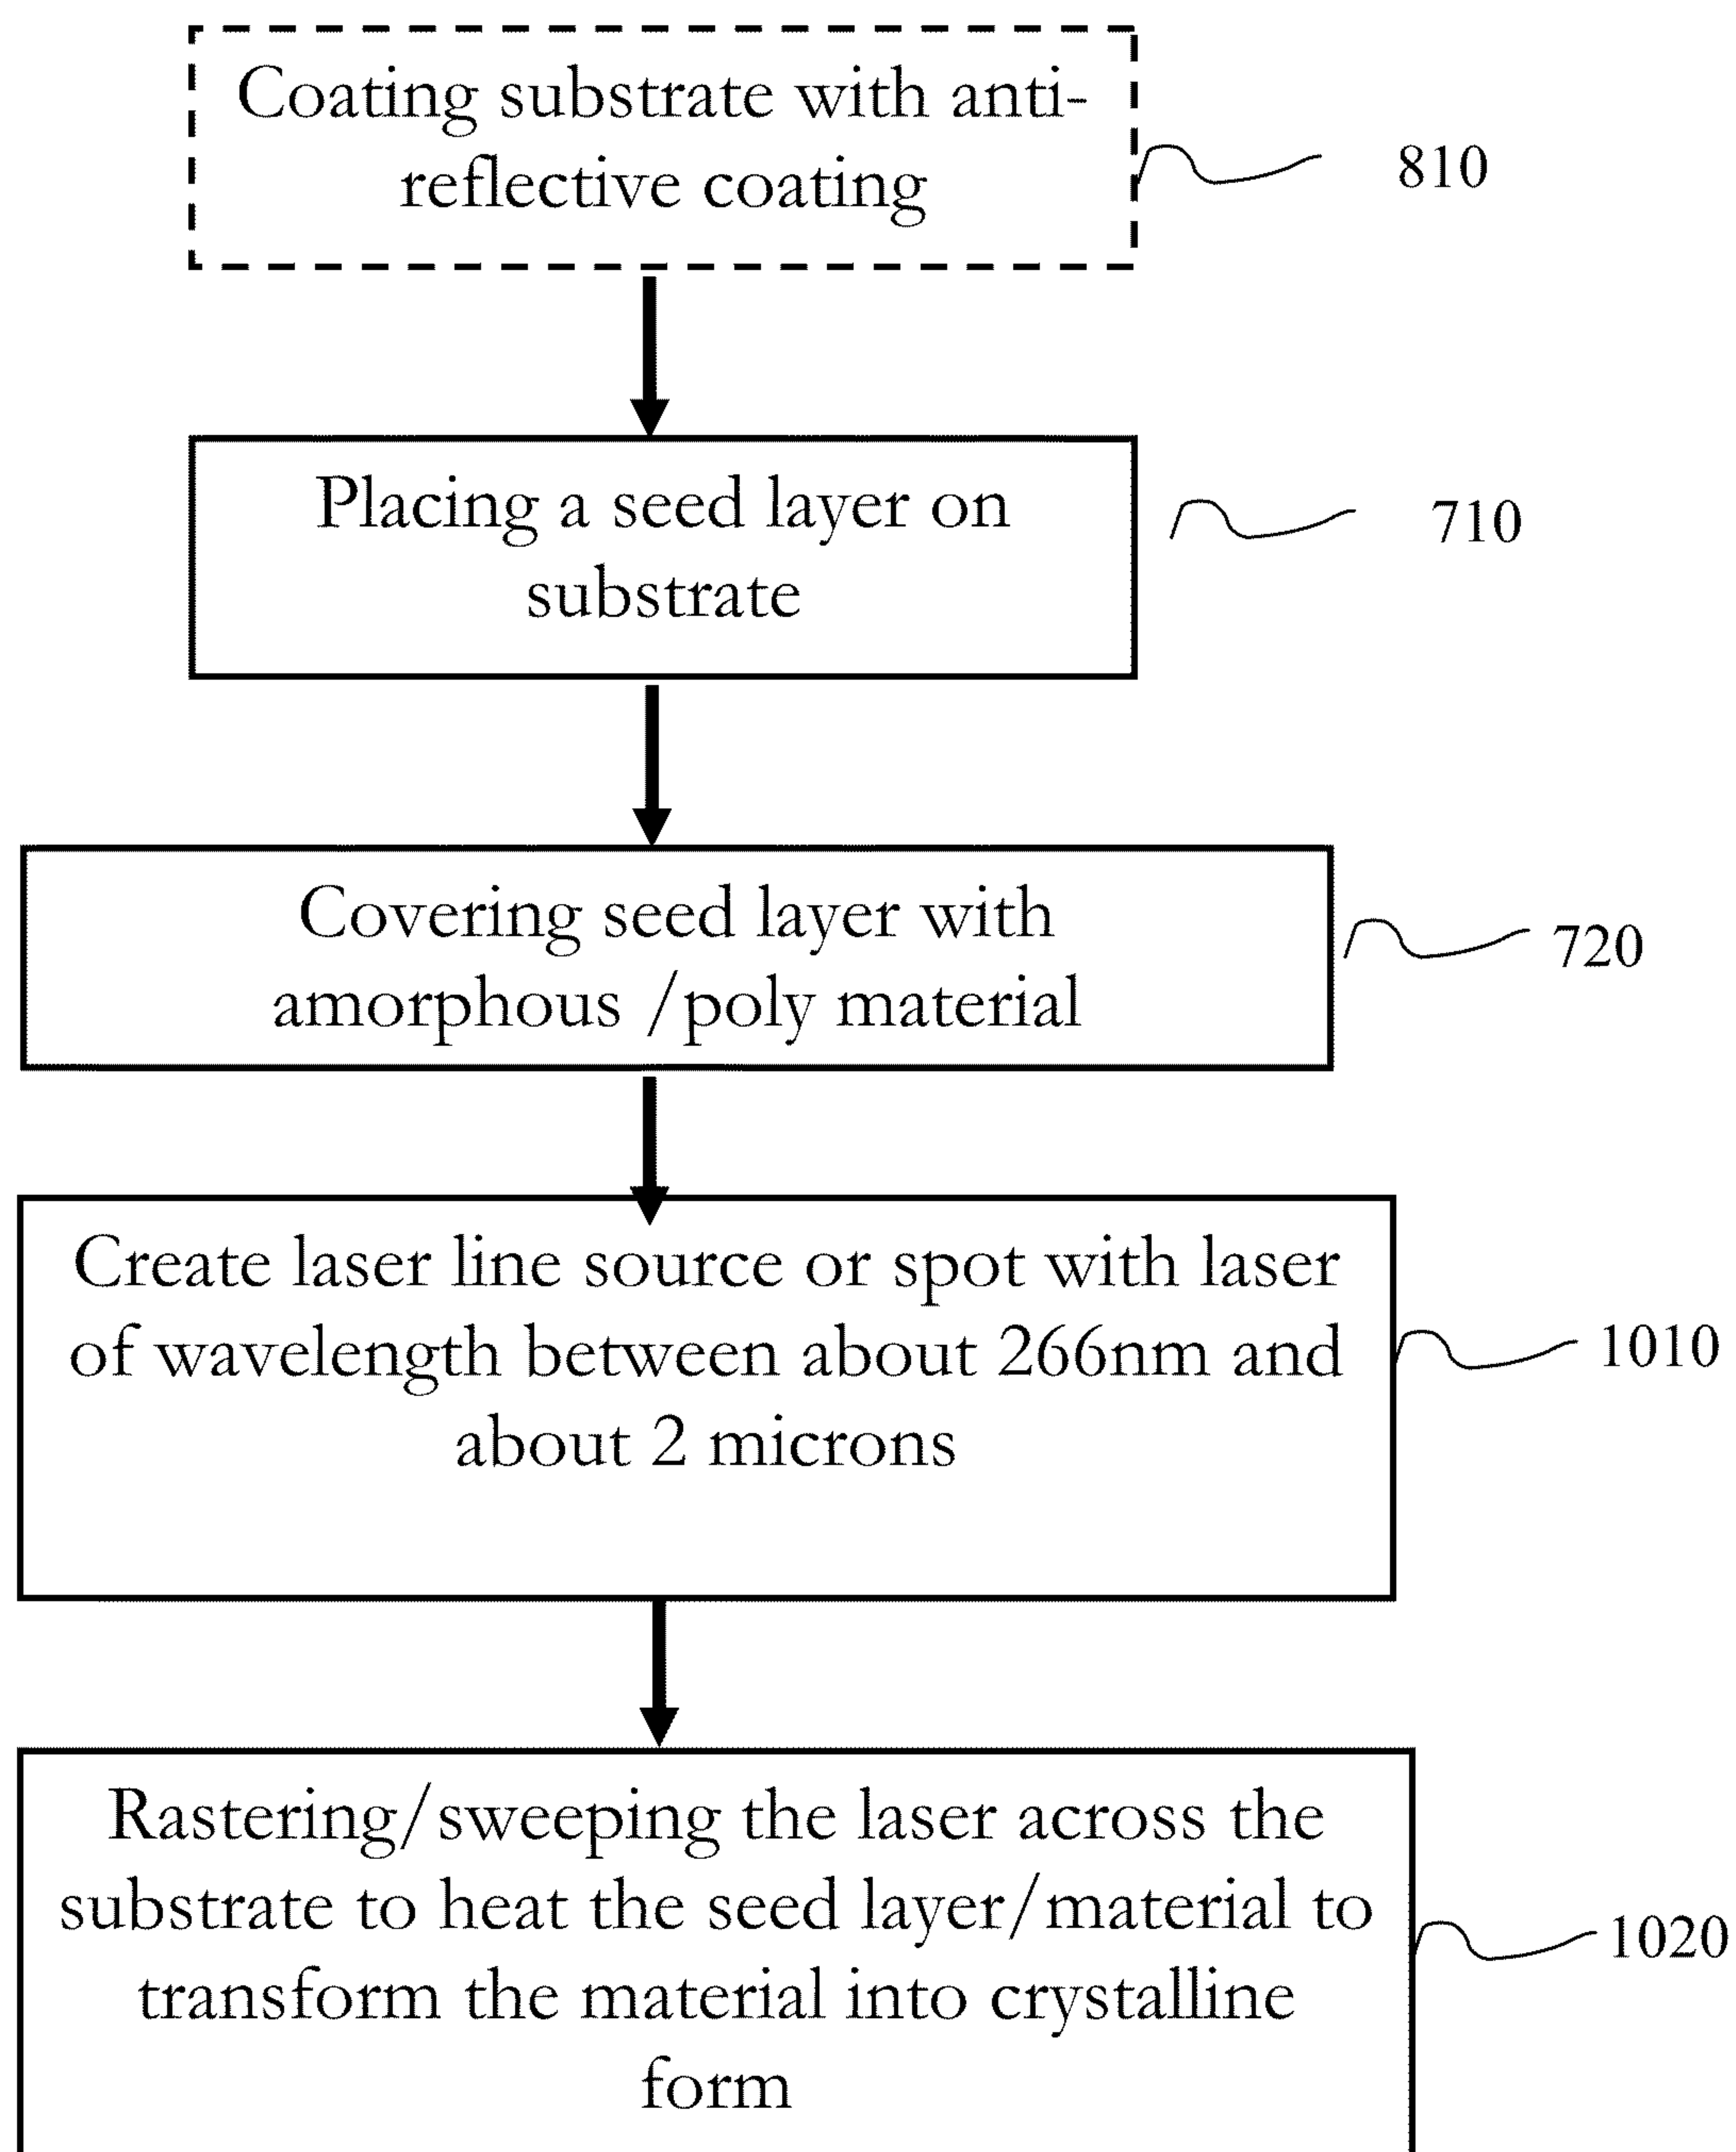 Coating substrate with anti-
reflective coating
810
Placing a seed layer on
substrate
710
Covering seed layer with
amorphous /poly material
720
Create laser line source or spot with laser
of wavelength between about 266nm and
about 2 microns
1010
Rastering/sweeping the laser across the
substrate to heat the seed layer/material to
transform the material into crystalline
form
1020